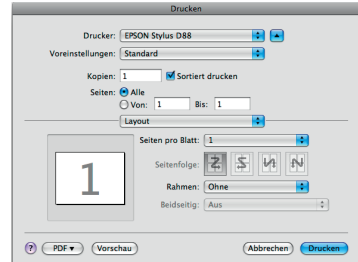 Drucken
Drucker: EPSON Stylus D88
Voreinstellungen: Standard
Kopien: 1 Sortiert drucken
Seiten: Alle
Von: 1 Bis: 1
Layout
Seiten pro Blatt: 1
Seitenfolge:
Rahmen: Ohne
Beidseitig: Aus
1
? PDF ▾ Vorschau Abbrechen Drucken